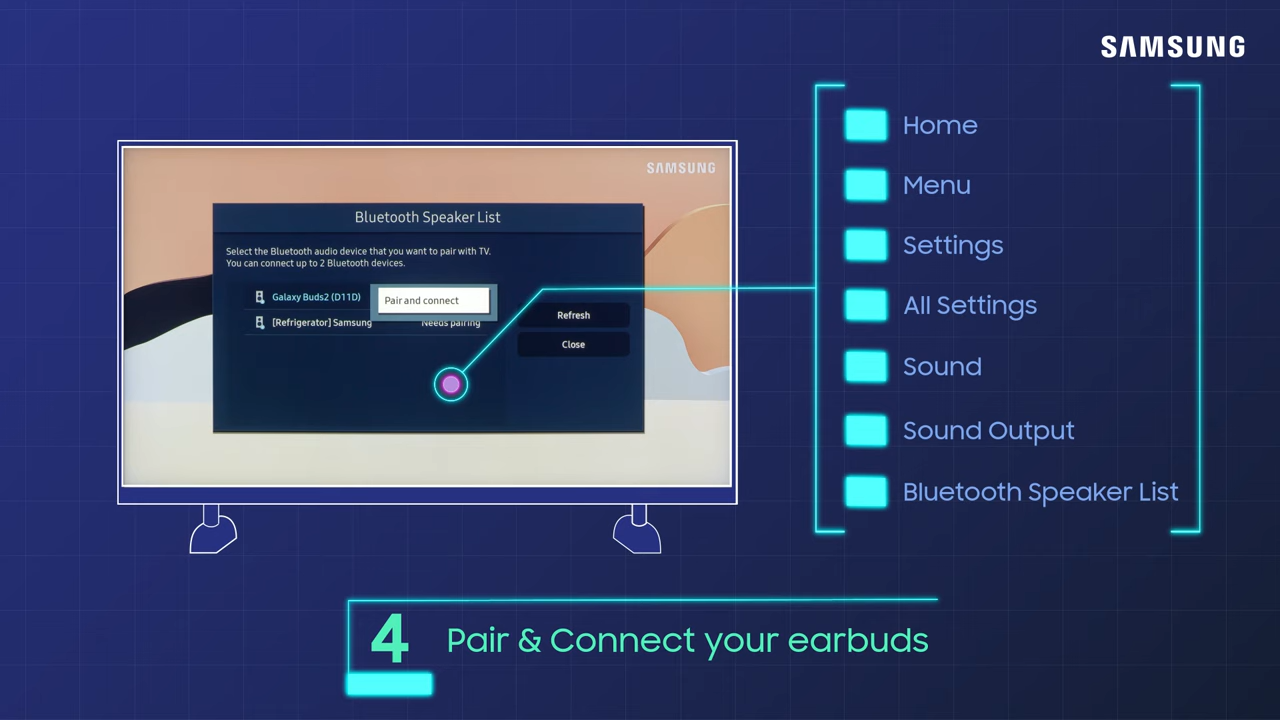 SAMSUNG
Home
Menu
Settings
All Settings
Sound
Sound Output
Bluetooth Speaker List
SAMSUNG
Bluetooth Speaker List
Select the Bluetooth audio device that you want to pair with TV.
You can connect up to 2 Bluetooth devices.
Galaxy Buds2 (D11D)
Pair and connect
[Refrigerator] Samsung
Needs pairing
Refresh
Close
4
Pair & Connect your earbuds